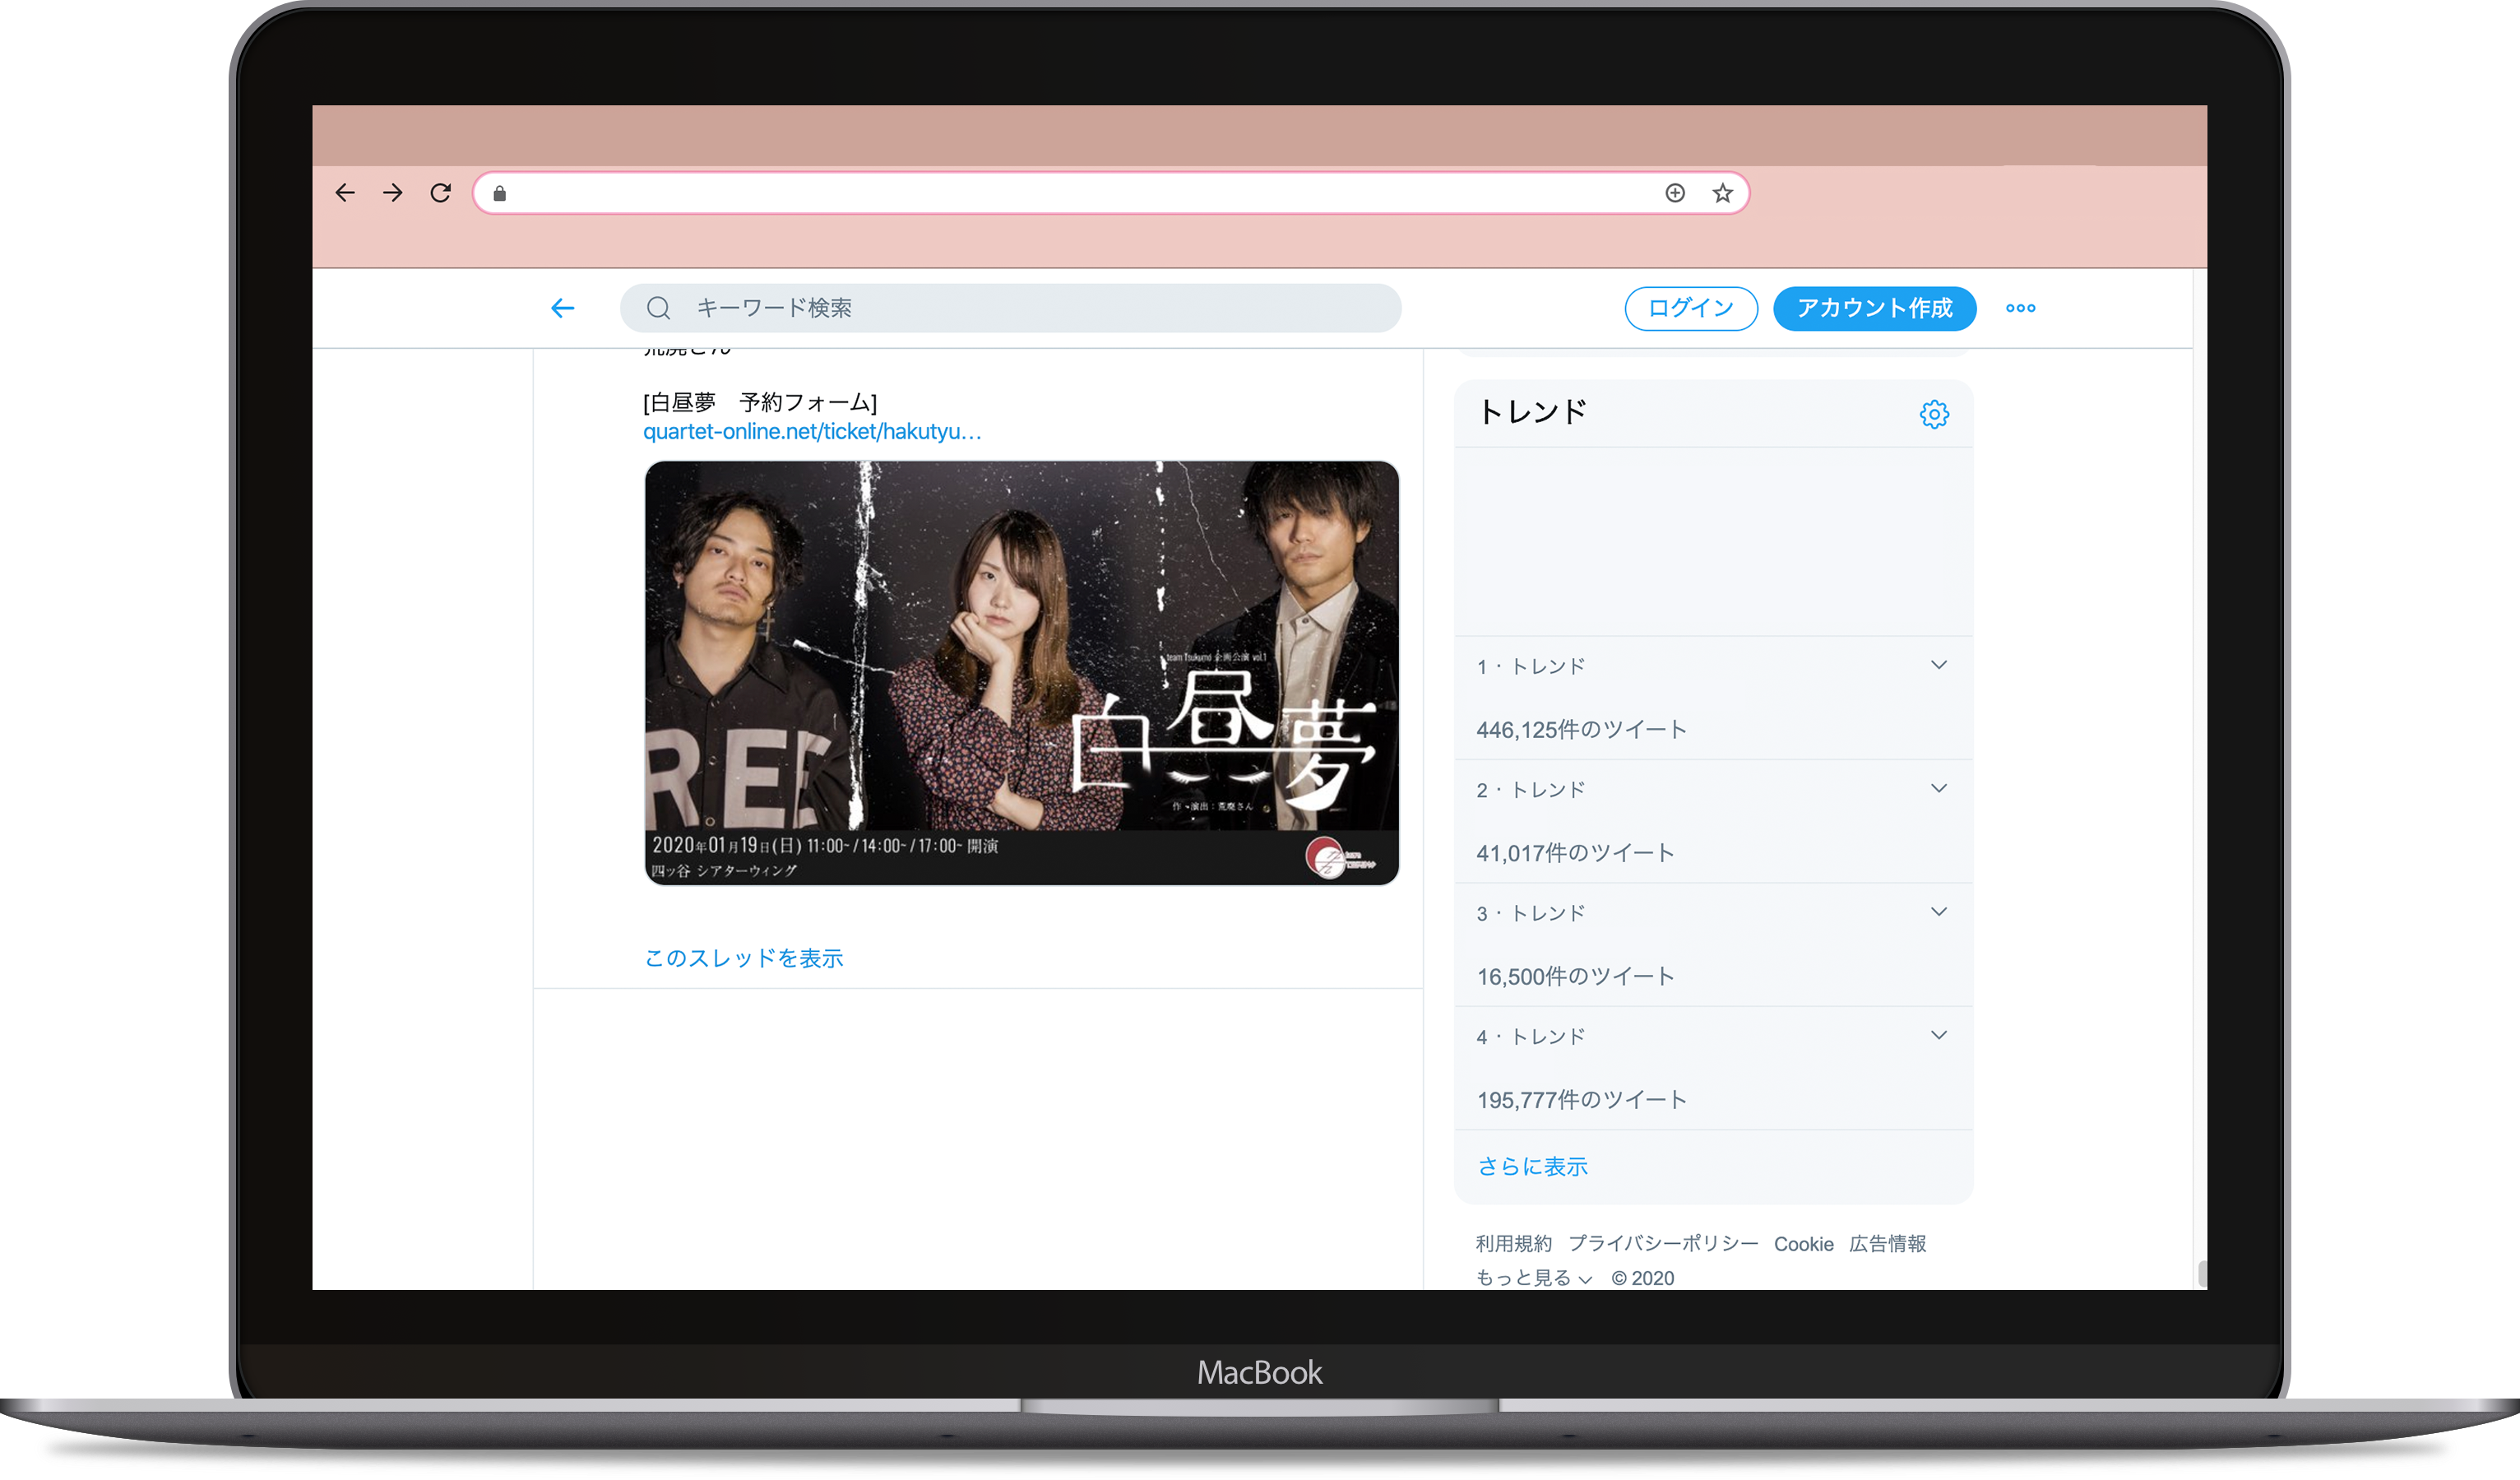 キーワード検索
ログイン
アカウント作成
[白昼夢　予約フォーム]
quartet-online.net/ticket/hakutyu…
team Tsukumo 企画公演 vol.1
白昼夢
作・演出：荒廃さん
2020年01月19日(日) 11:00~ / 14:00~ / 17:00~ 開演
四ッ谷 シアターウィング
このスレッドを表示
トレンド
1 · トレンド
446,125件のツイート
2 · トレンド
41,017件のツイート
3 · トレンド
16,500件のツイート
4 · トレンド
195,777件のツイート
さらに表示
利用規約 プライバシーポリシー Cookie 広告情報
もっと見る © 2020
MacBook